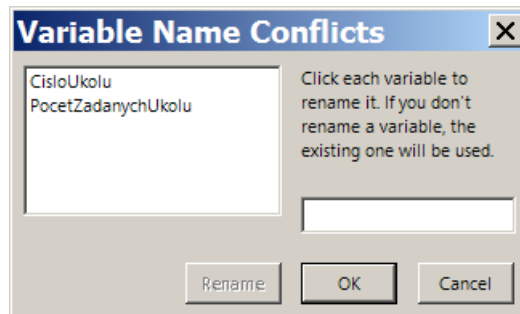 Variable Name Conflicts
CisloUkolu
PocetZadanychUkolu
Click each variable to
rename it. If you don't
rename a variable, the
existing one will be used.
Rename
OK
Cancel